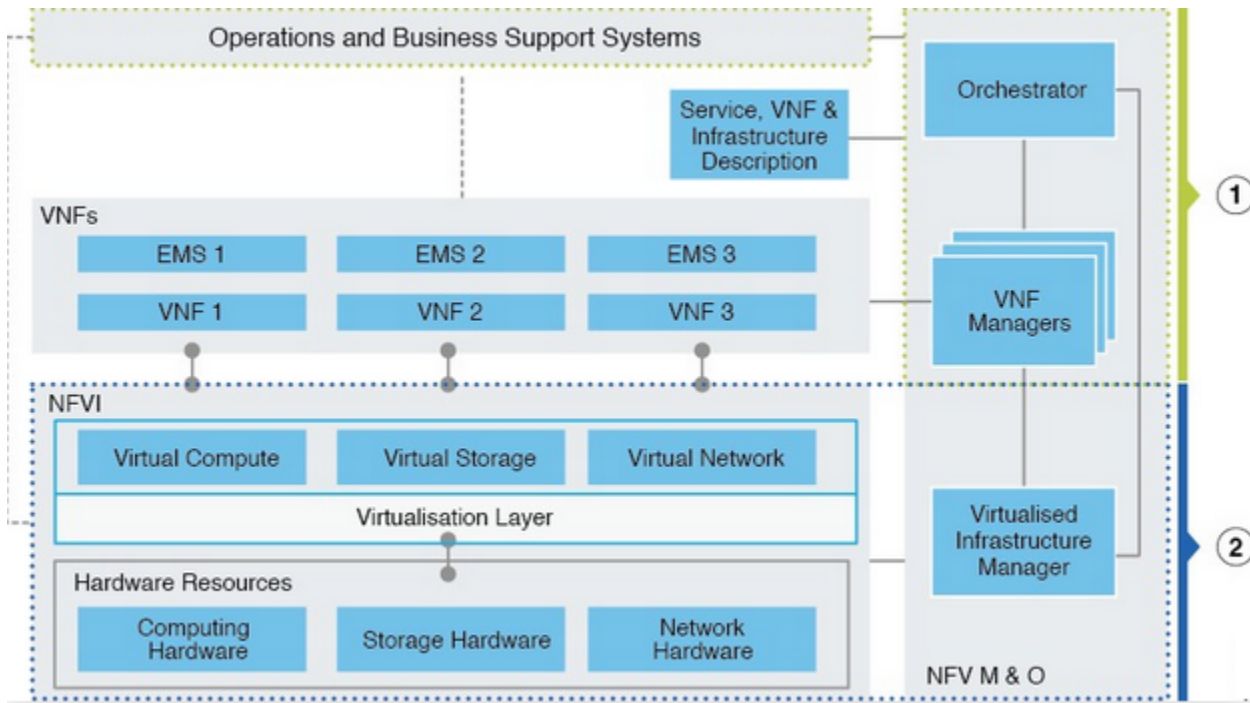 Operations and Business Support Systems
Orchestrator
Service, VNF &
Infrastructure
Description
1
VNFs
EMS 1
EMS 2
EMS 3
VNF 1
VNF 2
VNF 3
VNF
Managers
NFVI
Virtual Compute
Virtual Storage
Virtual Network
Virtualisation Layer
Virtualised
Infrastructure
Manager
2
Hardware Resources
Computing
Hardware
Storage Hardware
Network
Hardware
NFV M & O